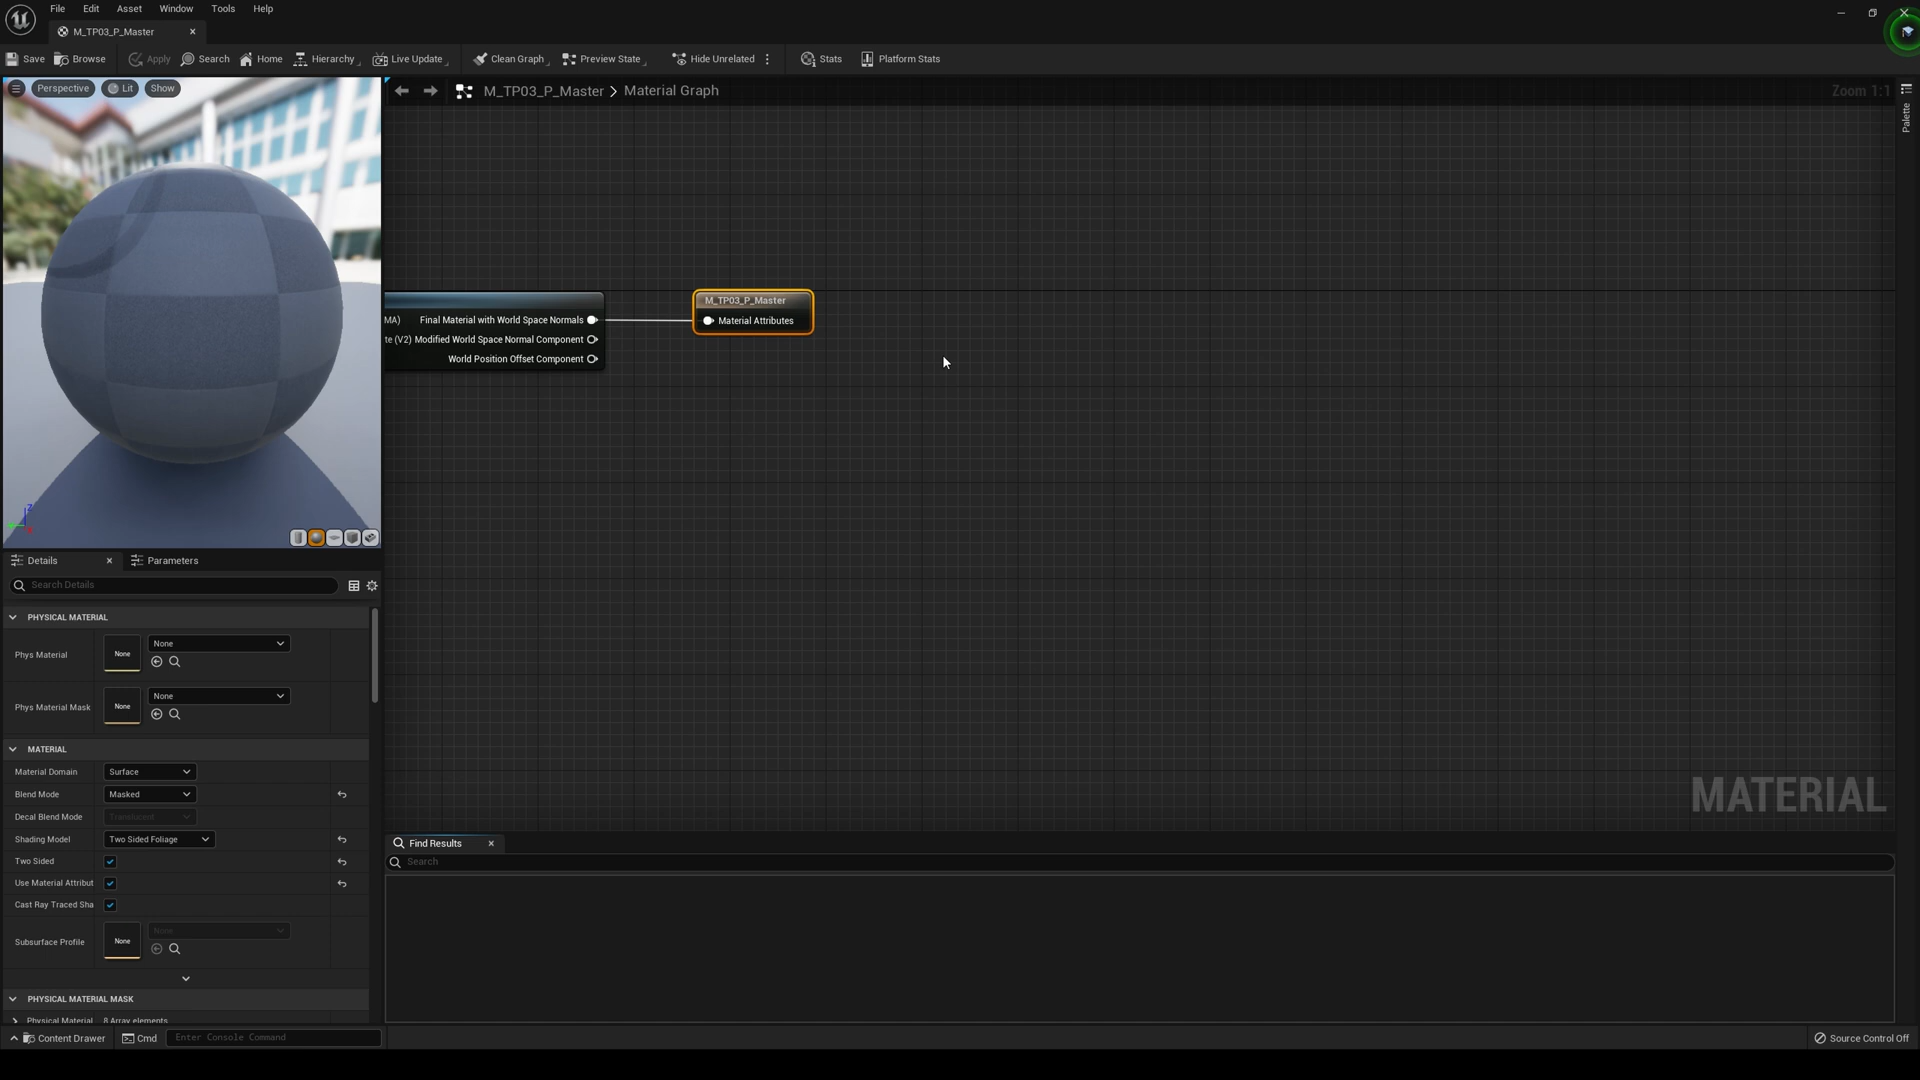 File Edit Asset Window Tools Help
M_TP03_P_Master
Save Browse Apply Search Home Hierarchy Live Update Clean Graph Preview State Hide Unrelated Stats Platform Stats
Perspective Lit Show
M_TP03_P_Master > Material Graph
Zoom 1:1
Palette
M_TP03_P_Master
MA) Final Material with World Space Normals
Material Attributes
te (V2) Modified World Space Normal Component
World Position Offset Component
Z
Details Parameters
Search Details
PHYSICAL MATERIAL
Phys Material None None
Phys Material Mask None None
MATERIAL
Material Domain Surface
Blend Mode Masked
Decal Blend Mode Translucent
Shading Model Two Sided Foliage
Two Sided
Use Material Attribut
Cast Ray Traced Sha
Subsurface Profile None None
PHYSICAL MATERIAL MASK
Physical Material 8 Array elements
MATERIAL
Find Results
Search
Content Drawer Cmd Enter Console Command Source Control Off